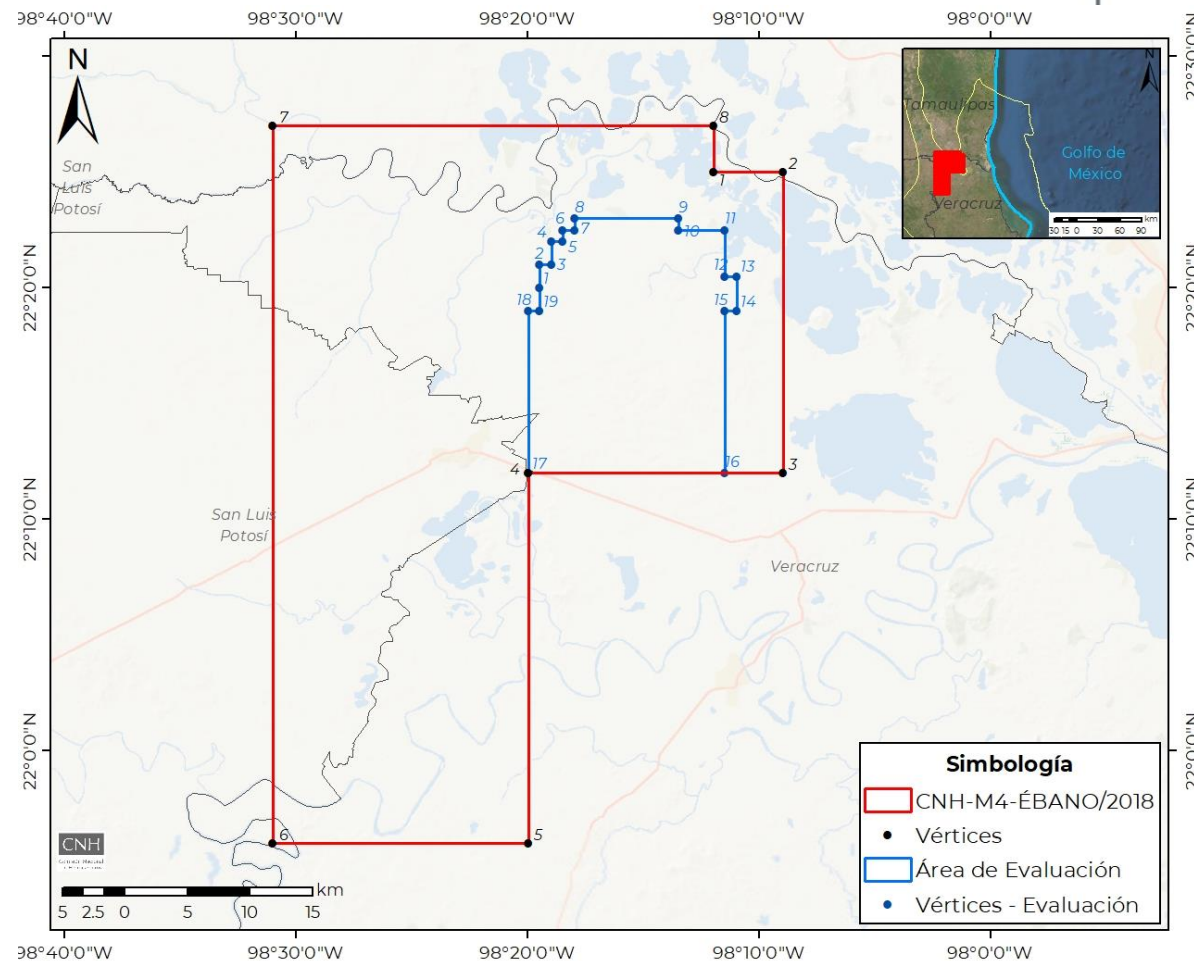 98°40'0"W 98°30'0"W 98°20'0"W 98°10'0"W 98°0'0"W
N
7
8
2
1
San
Luis
Potosí
8
9
6
7
10
11
4
5
2
3
12
13
1
18
19
15
14
22°20'0"N
4
17
16
3
San Luis
Potosí
22°10'0"N
Veracruz
22°0'0"N
6
5
CNH
km
5 2.5 0 5 10 15
N
Tamaulipas
Golfo de
México
Veracruz
km
30 15 0 30 60 90
Simbología
CNH-M4-ÉBANO/2018
Vértices
Área de Evaluación
Vértices - Evaluación
98°40'0"W 98°30'0"W 98°20'0"W 98°10'0"W 98°0'0"W